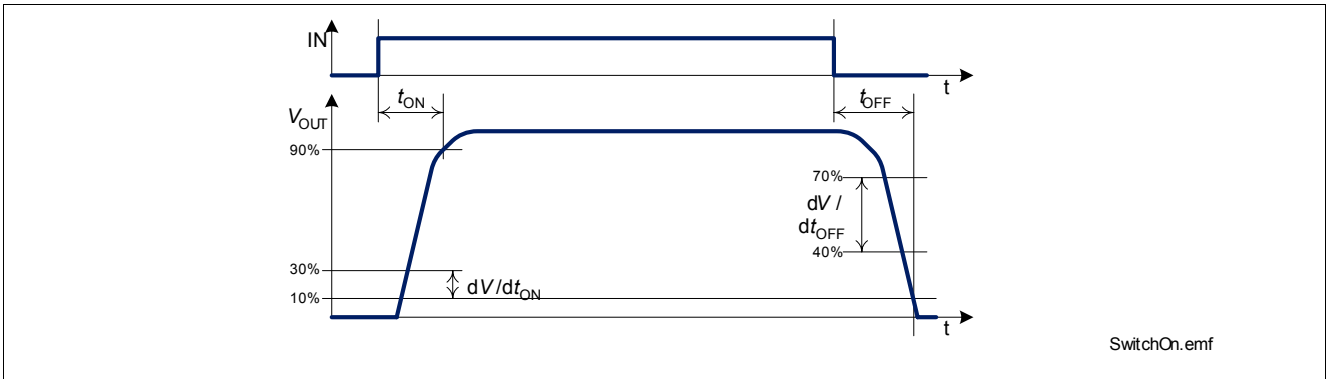 IN
t
tON
tOFF
VOUT
90%
70%
dV /
dtOFF
40%
30%
dV/dtON
10%
t
SwitchOn.emf